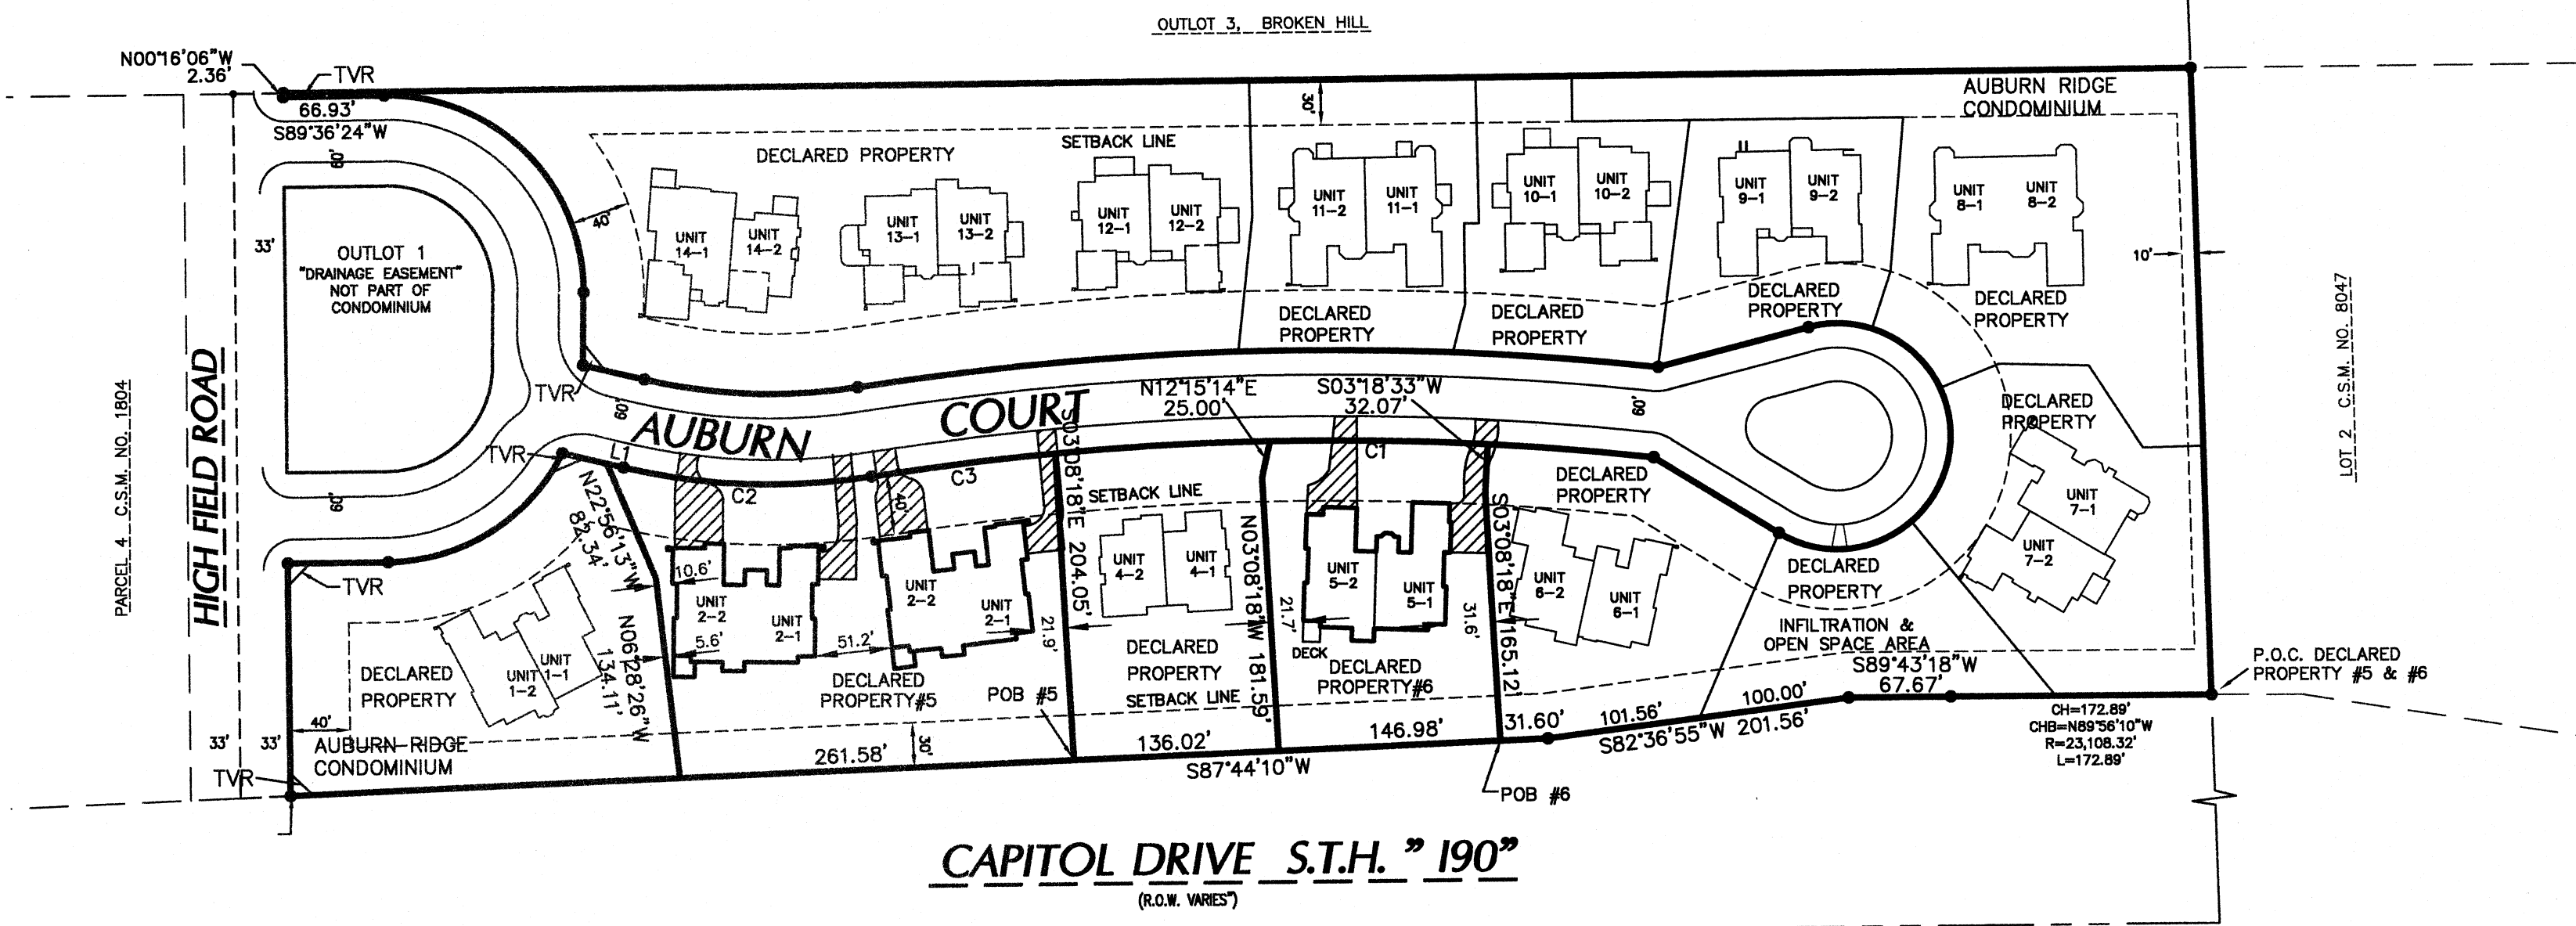 OUTLOT 3, BROKEN HILL
N00°16'06"W
2.36'
TVR
66.93'
S89°36'24"W
60'
AUBURN RIDGE
CONDOMINIUM
30'
SETBACK LINE
DECLARED PROPERTY
40'
UNIT
14-1
UNIT
14-2
UNIT
13-1
UNIT
13-2
UNIT
12-1
UNIT
12-2
UNIT
11-2
UNIT
11-1
UNIT
10-1
UNIT
10-2
UNIT
9-1
UNIT
9-2
UNIT
8-1
UNIT
8-2
33'
OUTLOT 1
"DRAINAGE EASEMENT"
NOT PART OF
CONDOMINIUM
10'
DECLARED
PROPERTY
DECLARED
PROPERTY
DECLARED
PROPERTY
DECLARED
PROPERTY
PARCEL 4 C.S.M. NO. 1804
HIGH FIELD ROAD
LOT 2 C.S.M. NO. 8047
TVR
60'
AUBURN COURT
N12°15'14"E
25.00'
S03°18'33"W
32.07'
60'
DECLARED
PROPERTY
TVR
L1
C2
C3
C1
40'
60'
N22°56'13"W
82.34'
S03°08'18"E 204.05'
SETBACK LINE
N03°08'18"W 181.59'
S03°08'18"E 165.12'
DECLARED
PROPERTY
UNIT
7-1
UNIT
7-2
TVR
10.6'
UNIT
2-2
UNIT
2-1
5.6'
51.2'
UNIT
2-2
UNIT
2-1
21.9'
UNIT
4-2
UNIT
4-1
21.7'
UNIT
5-2
UNIT
5-1
31.6'
DECK
UNIT
6-2
UNIT
6-1
DECLARED
PROPERTY
INFILTRATION &
OPEN SPACE AREA
S89°43'18"W
67.67'
P.O.C. DECLARED
PROPERTY #5 & #6
UNIT
1-1
UNIT
1-2
DECLARED
PROPERTY
N06°28'26"W
134.11'
DECLARED
PROPERTY#5
POB #5
DECLARED
PROPERTY
SETBACK LINE
DECLARED
PROPERTY#6
40'
33'
33'
AUBURN RIDGE
CONDOMINIUM
TVR
261.58'
30'
136.02'
S87°44'10"W
146.98'
31.60'
101.56'
100.00'
S82°36'55"W 201.56'
CH=172.89'
CHB=N89°56'10"W
R=23,108.32'
L=172.89'
POB #6
CAPITOL DRIVE S.T.H. "190"
(R.O.W. VARIES")